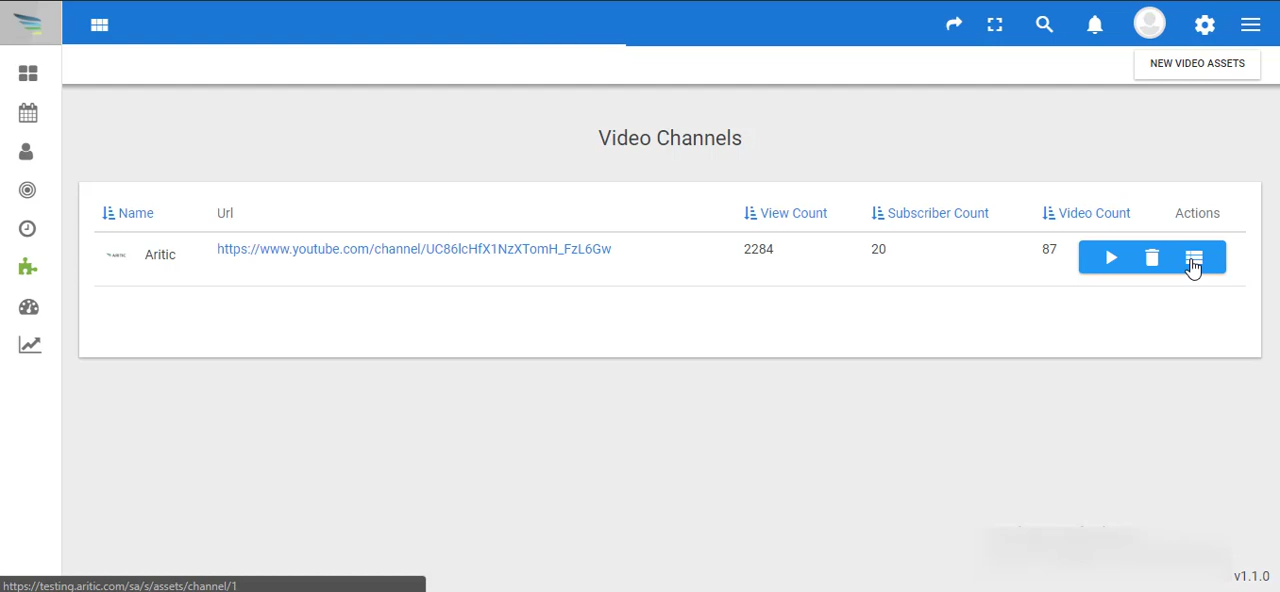 NEW VIDEO ASSETS
Video Channels
Name Url View Count Subscriber Count Video Count Actions
ARITIC Aritic https://www.youtube.com/channel/UC86lcHfX1NzXTomH_FzL6Gw 2284 20 87
v1.1.0
https://testing.aritic.com/sa/s/assets/channel/1